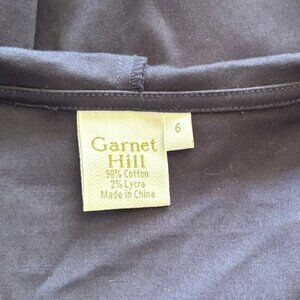 Garnet
Hill
98% Cotton
2% Lycra
Made in China
6